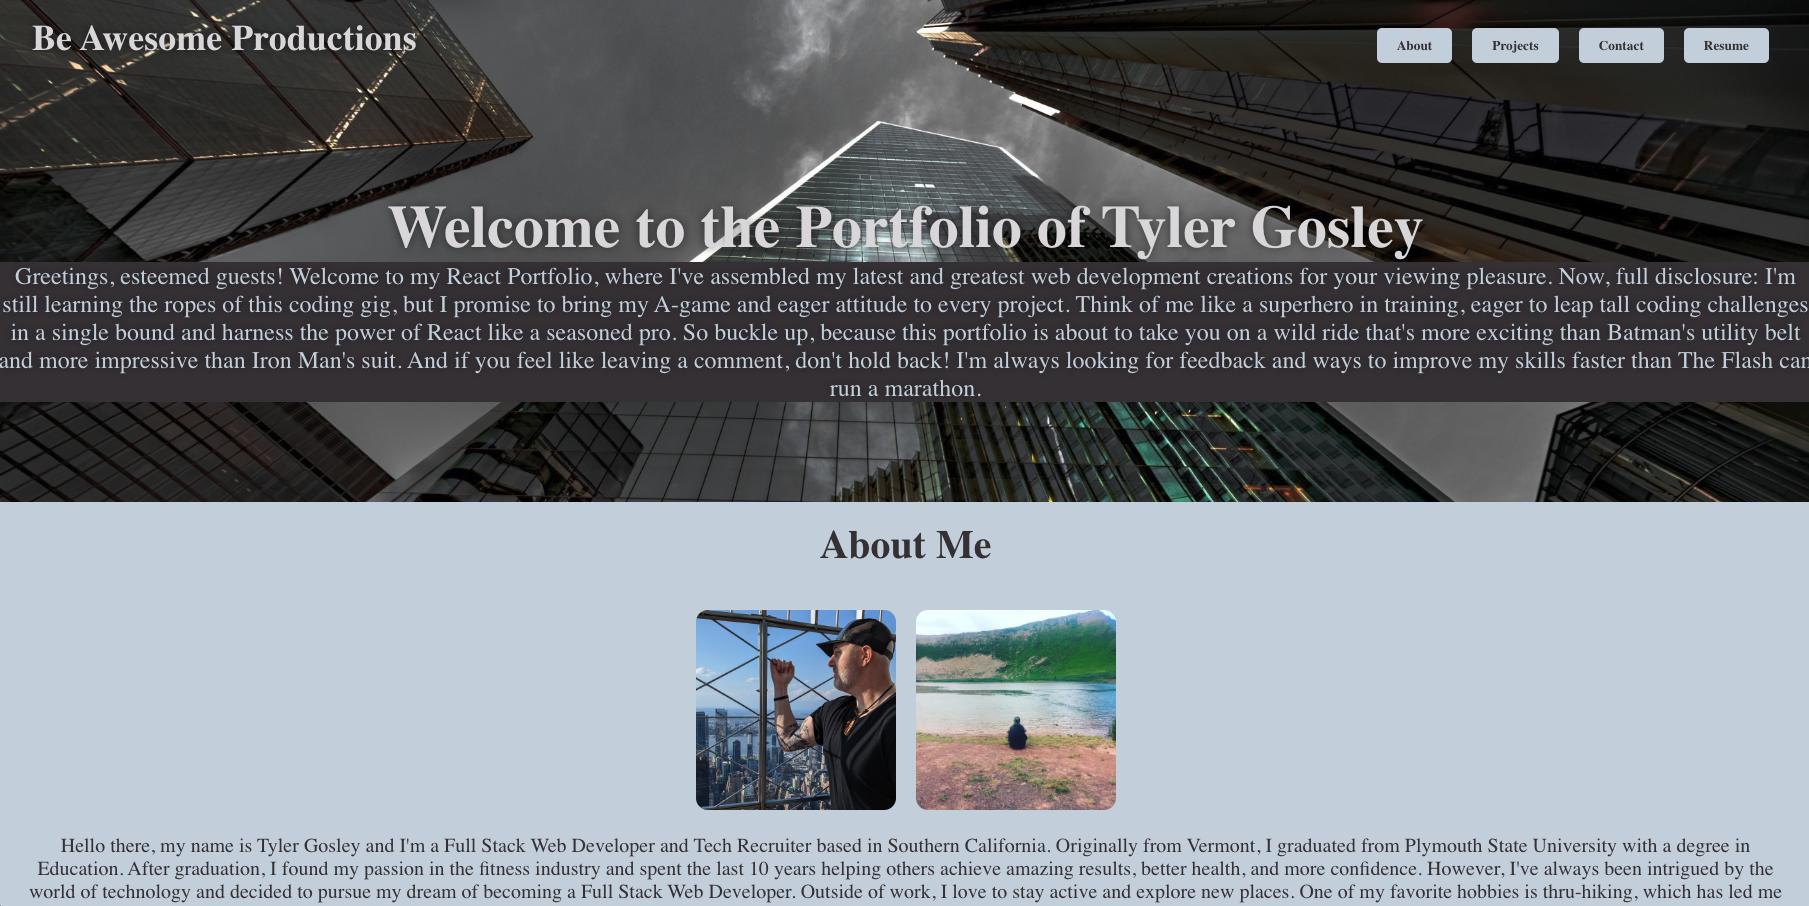 Be Awesome Productions
About
Projects
Contact
Resume
Welcome to the Portfolio of Tyler Gosley
Greetings, esteemed guests! Welcome to my React Portfolio, where I've assembled my latest and greatest web development creations for your viewing pleasure. Now, full disclosure: I'm
still learning the ropes of this coding gig, but I promise to bring my A-game and eager attitude to every project. Think of me like a superhero in training, eager to leap tall coding challenges
in a single bound and harness the power of React like a seasoned pro. So buckle up, because this portfolio is about to take you on a wild ride that's more exciting than Batman's utility belt
and more impressive than Iron Man's suit. And if you feel like leaving a comment, don't hold back! I'm always looking for feedback and ways to improve my skills faster than The Flash can
run a marathon.
About Me
Hello there, my name is Tyler Gosley and I'm a Full Stack Web Developer and Tech Recruiter based in Southern California. Originally from Vermont, I graduated from Plymouth State University with a degree in
Education. After graduation, I found my passion in the fitness industry and spent the last 10 years helping others achieve amazing results, better health, and more confidence. However, I've always been intrigued by the
world of technology and decided to pursue my dream of becoming a Full Stack Web Developer. Outside of work, I love to stay active and explore new places. One of my favorite hobbies is thru-hiking, which has led me